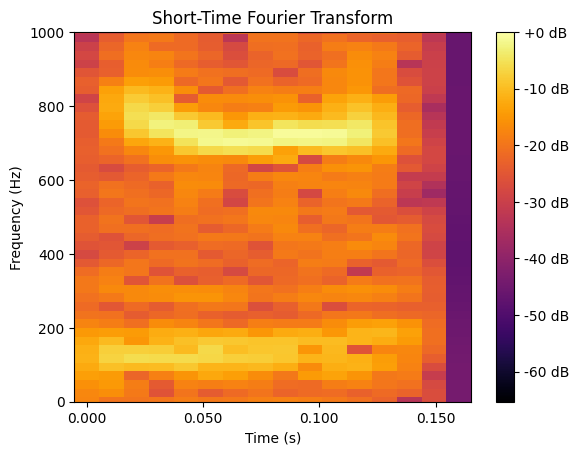 Short-Time Fourier Transform
1000
800
600
400
200
0
Frequency (Hz)
0.000
0.050
0.100
0.150
Time (s)
+0 dB
-10 dB
-20 dB
-30 dB
-40 dB
-50 dB
-60 dB